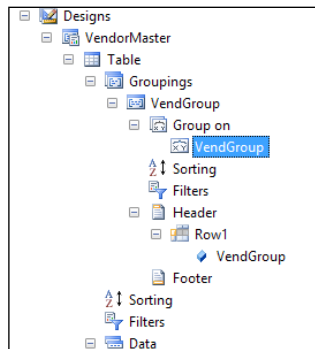 Designs
VendorMaster
Table
Groupings
VendGroup
Group on
VendGroup
Sorting
Filters
Header
Row1
VendGroup
Footer
Sorting
Filters
Data